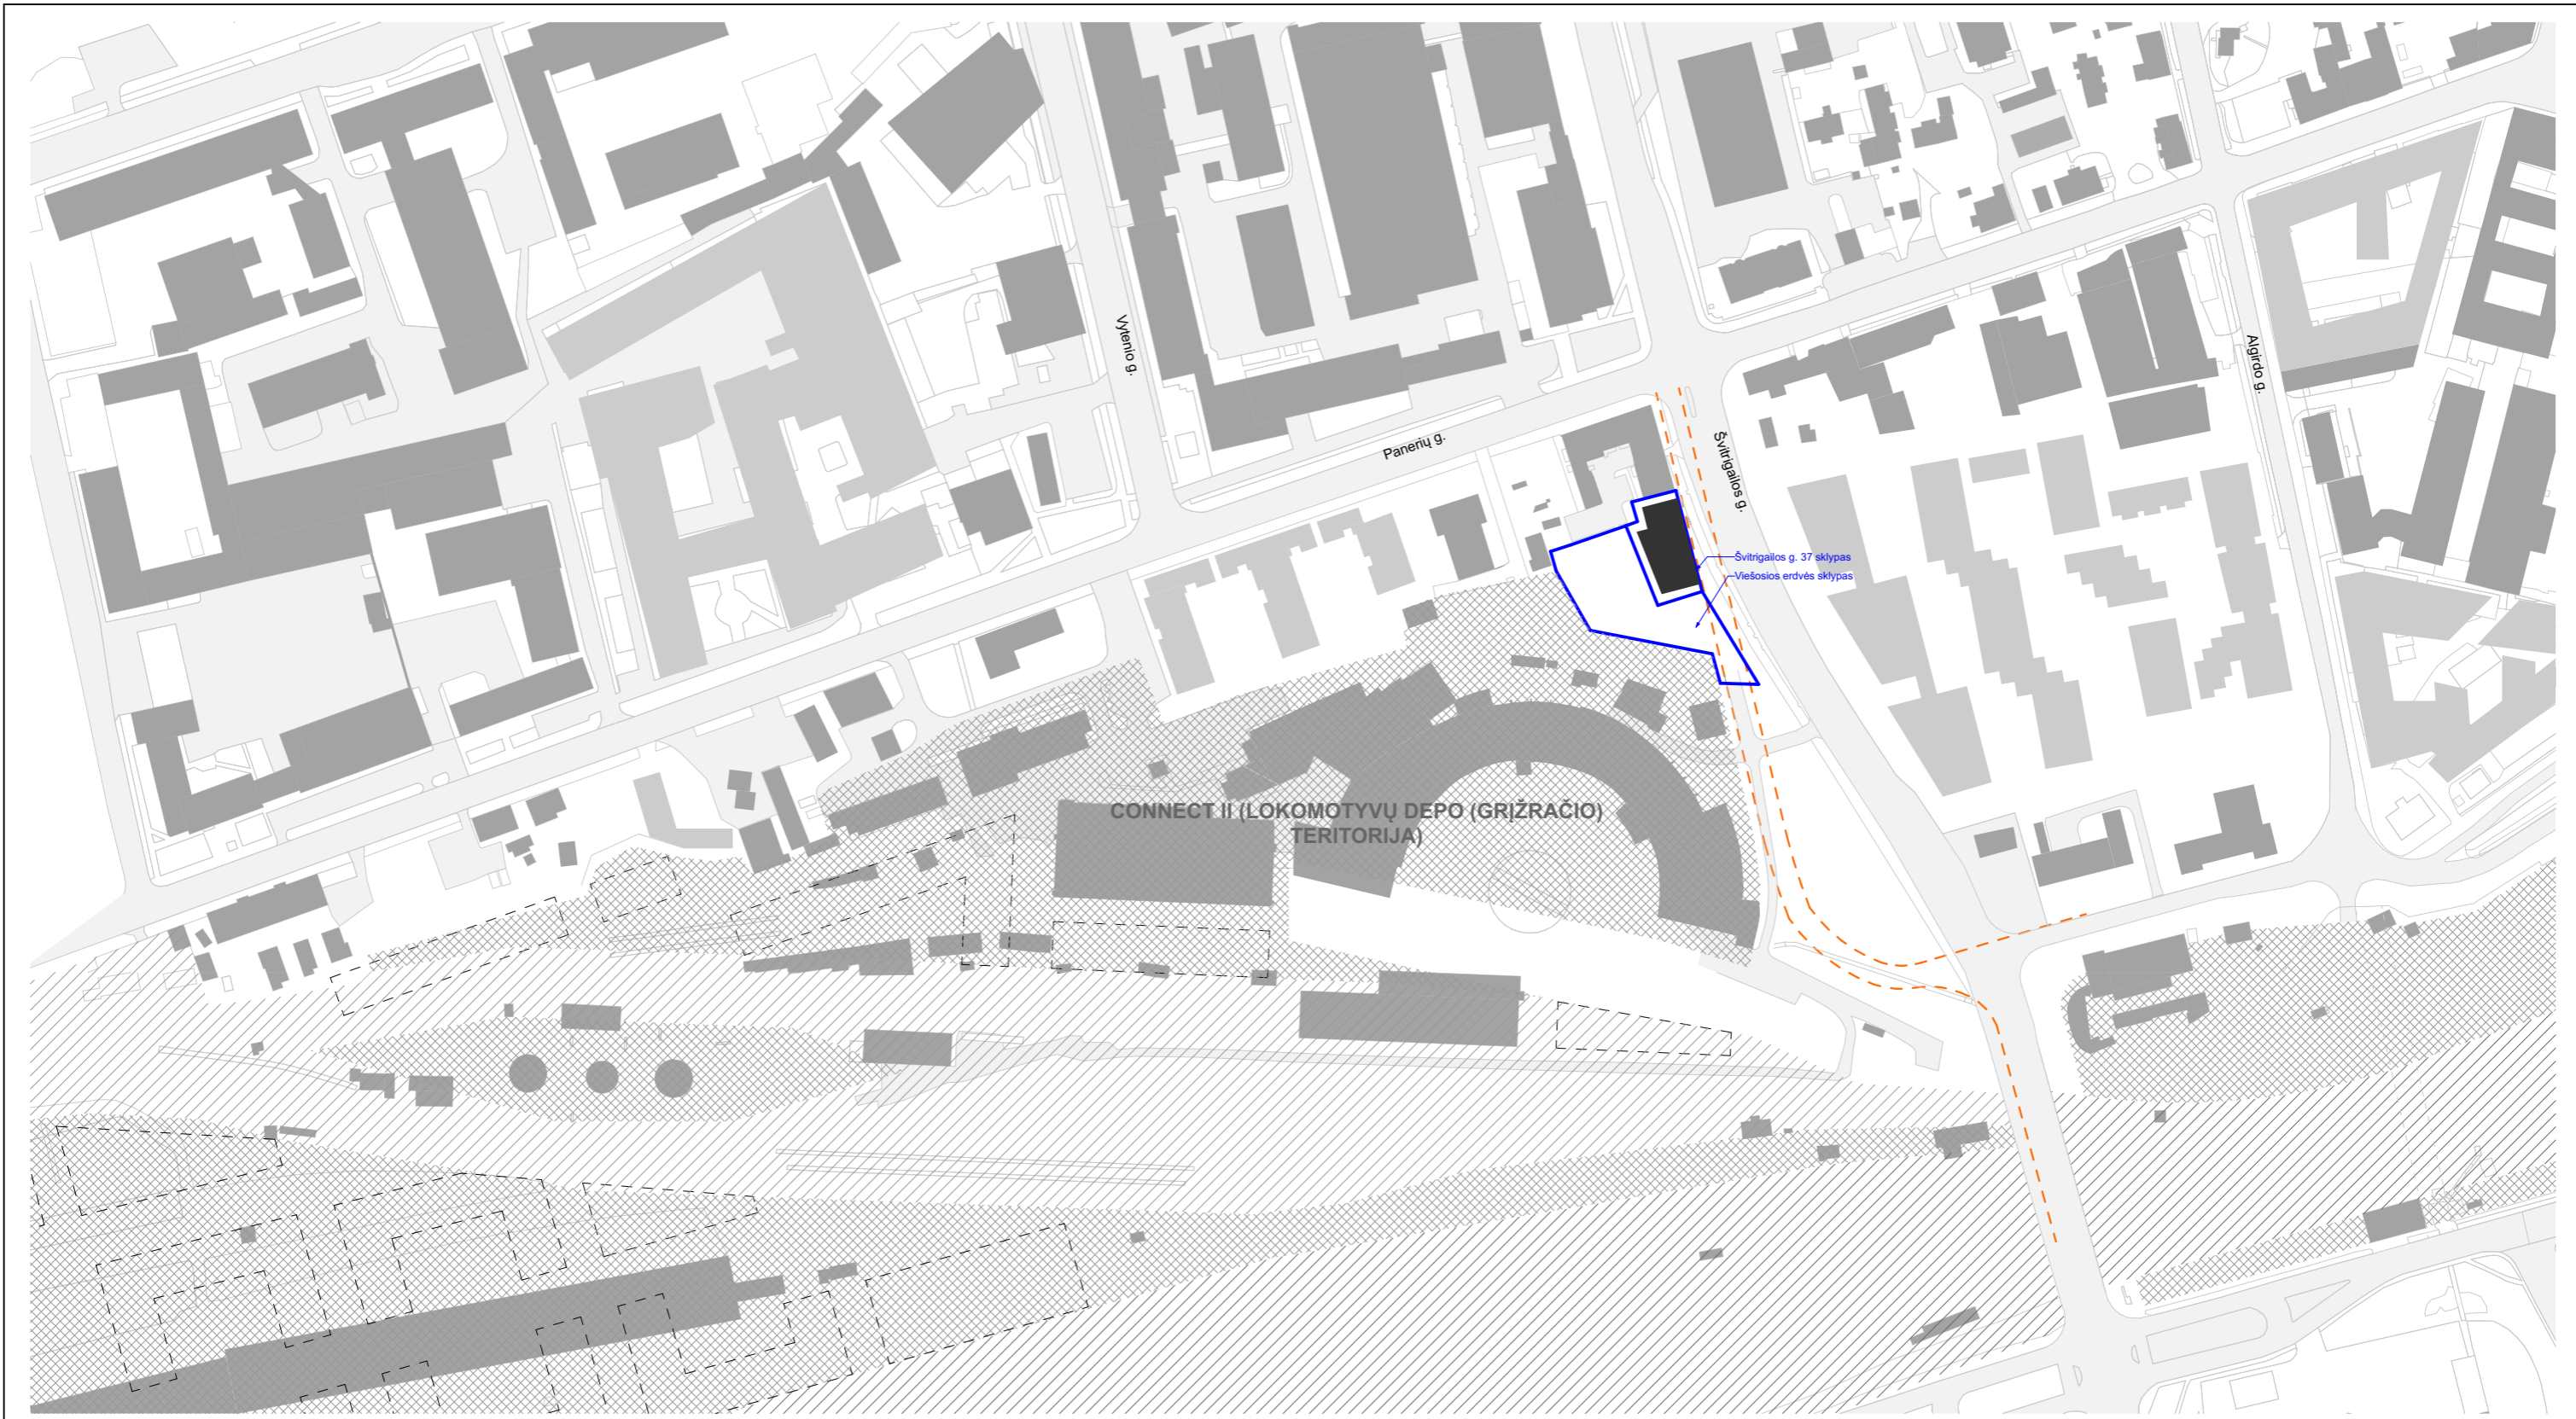 Vytenio g.
Algirdo g.
Panerių g.
Švitrigailos g.
Švitrigailos g. 37 sklypas
Viešosios erdvės sklypas
CONNECT II (LOKOMOTYVŲ DEPO (GRĮŽRAČIO)
TERITORIJA)